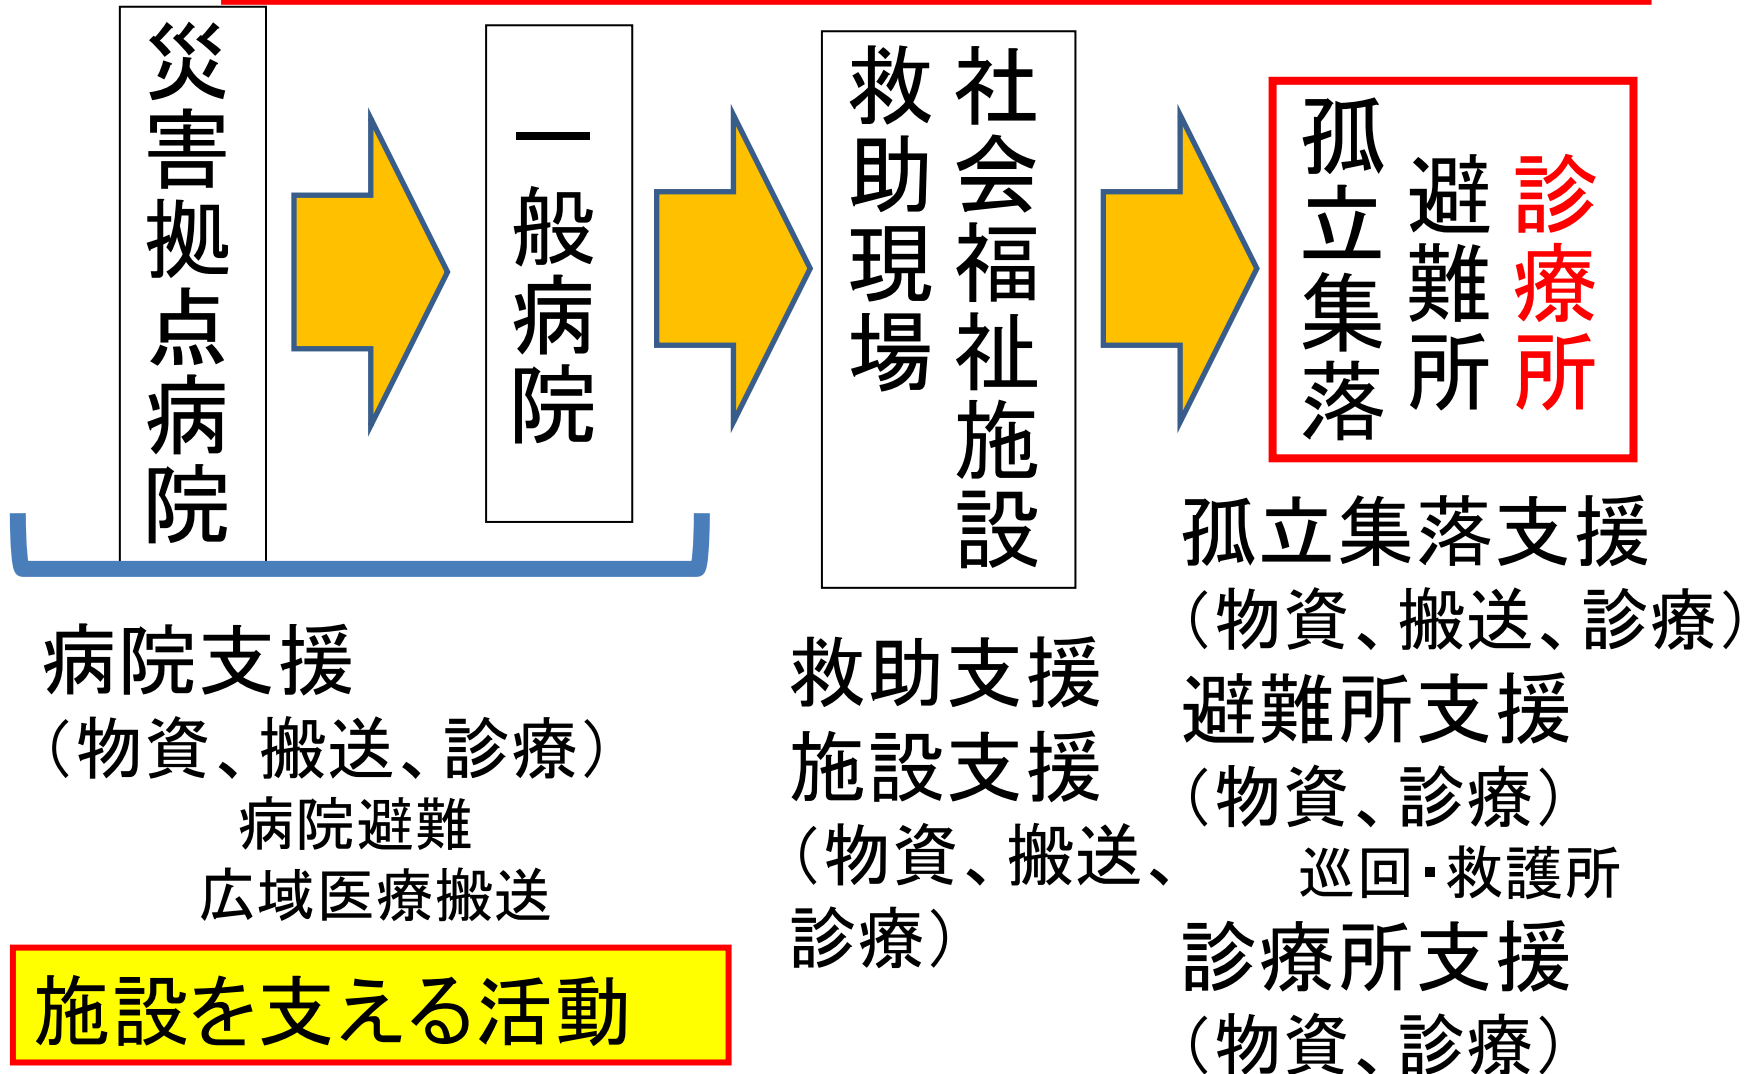 災害拠点病院
一般病院
社会福祉施設
救助現場
診療所
避難所
孤立集落
病院支援
（物資、搬送、診療）
病院避難
広域医療搬送
施設を支える活動
救助支援
施設支援
（物資、搬送、
診療）
孤立集落支援
（物資、搬送、診療）
避難所支援
（物資、診療）
巡回・救護所
診療所支援
（物資、診療）